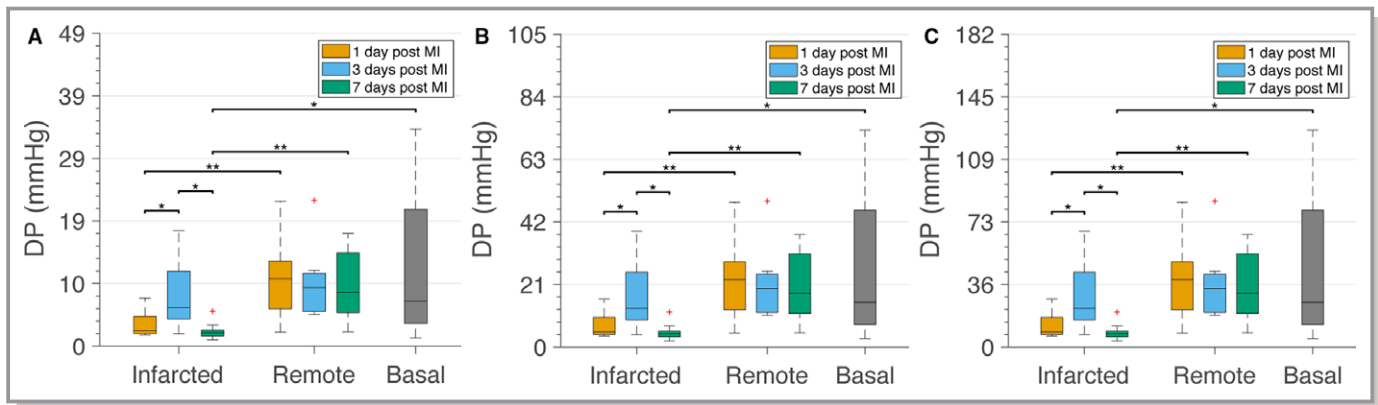 A
DP (mmHg)
49
39
29
19
10
0
1 day post MI
3 days post MI
7 days post MI
*
**
**
*
*
Infarcted Remote Basal
B
DP (mmHg)
105
84
63
42
21
0
1 day post MI
3 days post MI
7 days post MI
*
**
**
*
*
Infarcted Remote Basal
C
DP (mmHg)
182
145
109
73
36
0
1 day post MI
3 days post MI
7 days post MI
*
**
**
*
*
Infarcted Remote Basal